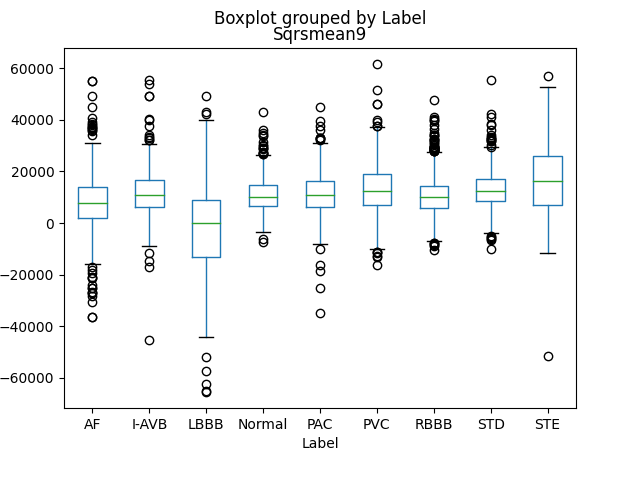 Boxplot grouped by Label
Sqrsmean9
60000
40000
20000
0
−20000
−40000
−60000
AF I-AVB LBBB Normal PAC PVC RBBB STD STE
Label